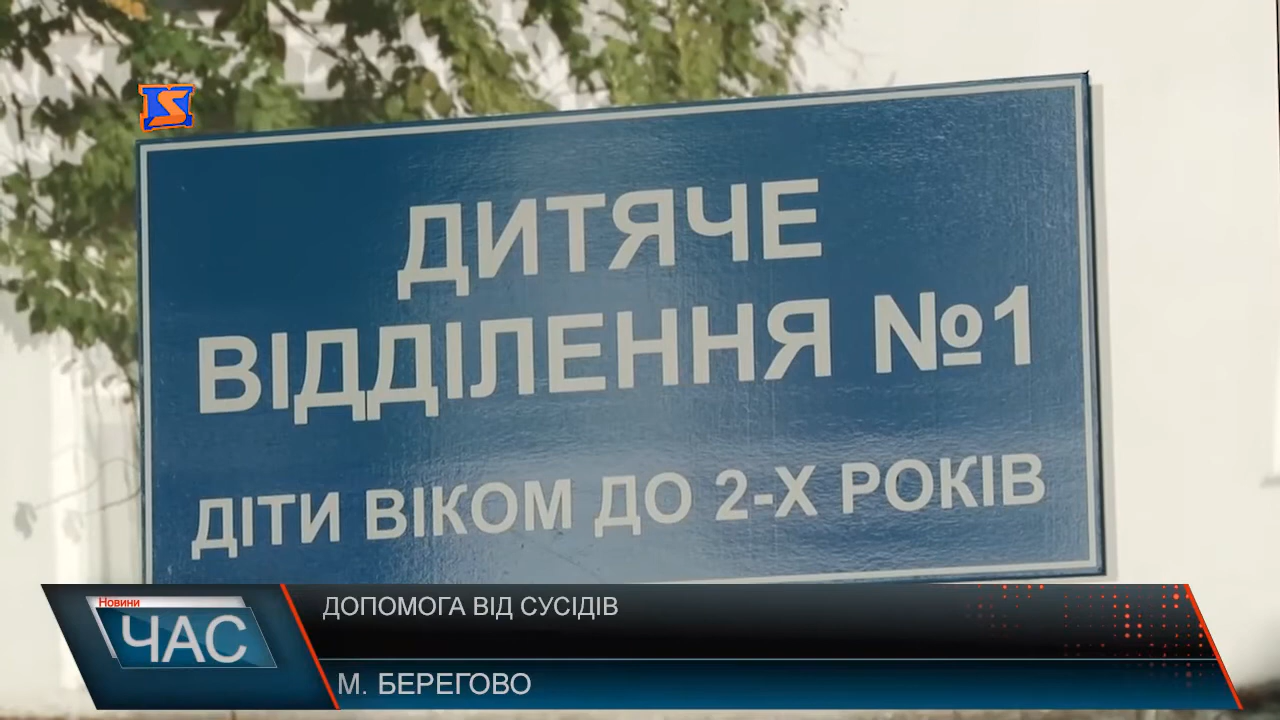 ДИТЯЧЕ
ВІДДІЛЕННЯ №1
ДІТИ ВІКОМ ДО 2-Х РОКІВ
Новини
ЧАС
ДОПОМОГА ВІД СУСІДІВ
М. БЕРЕГОВО